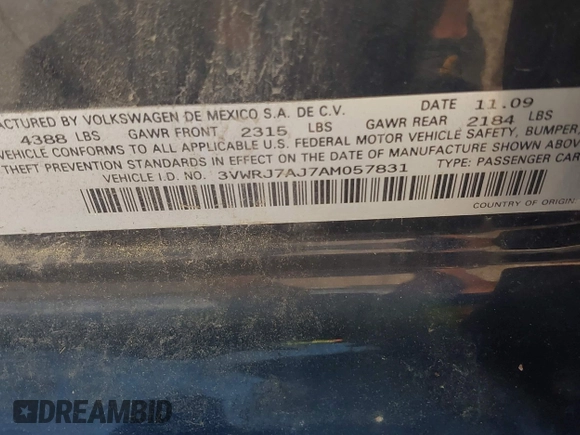 ACTURED BY VOLKSWAGEN DE MEXICO S.A. DE C.V. DATE 11.09
4388 LBS GAWR FRONT 2315 LBS GAWR REAR 2184 LBS
VEHICLE CONFORMS TO ALL APPLICABLE U.S. FEDERAL MOTOR VEHICLE SAFETY, BUMPER,
THEFT PREVENTION STANDARDS IN EFFECT ON THE DATE OF MANUFACTURE SHOWN ABOVE
VEHICLE I.D. NO. 3VWRJ7AJ7AM057831 TYPE: PASSENGER CAR
COUNTRY OF ORIGIN:
DREAMBID